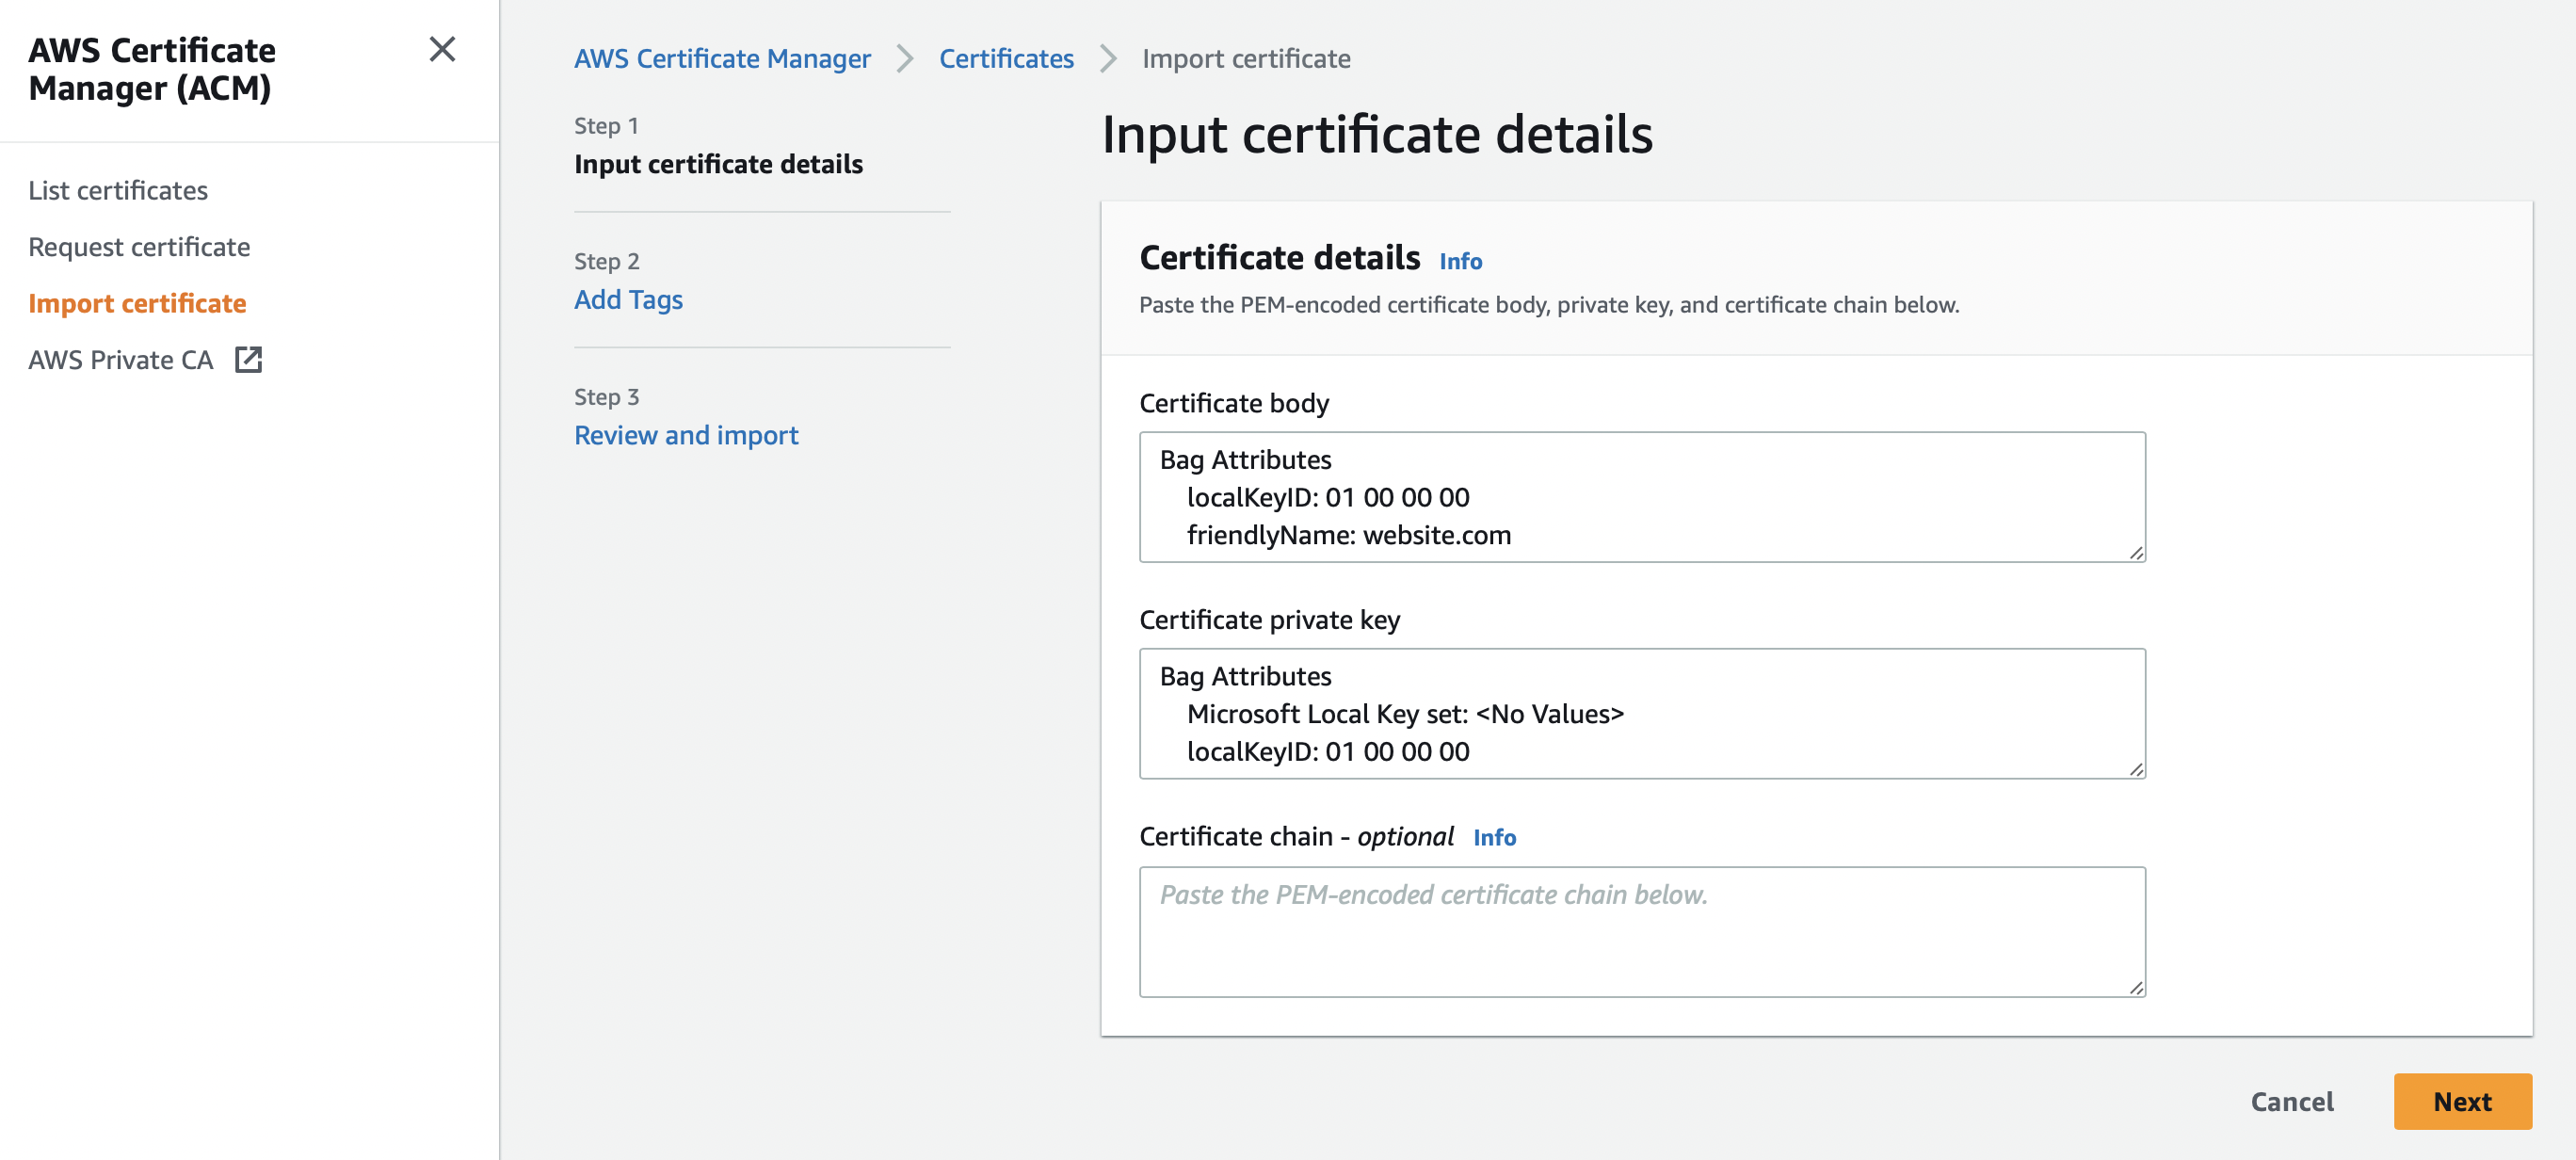 AWS Certificate
Manager (ACM)
List certificates
Request certificate
Import certificate
AWS Private CA
AWS Certificate Manager
Certificates
Import certificate
Step 1
Input certificate details
Step 2
Add Tags
Step 3
Review and import
Input certificate details
Certificate details Info
Paste the PEM-encoded certificate body, private key, and certificate chain below.
Certificate body
Bag Attributes
localKeyID: 01 00 00 00
friendlyName: website.com
Certificate private key
Bag Attributes
Microsoft Local Key set: <No Values>
localKeyID: 01 00 00 00
Certificate chain - optional Info
Paste the PEM-encoded certificate chain below.
Cancel
Next